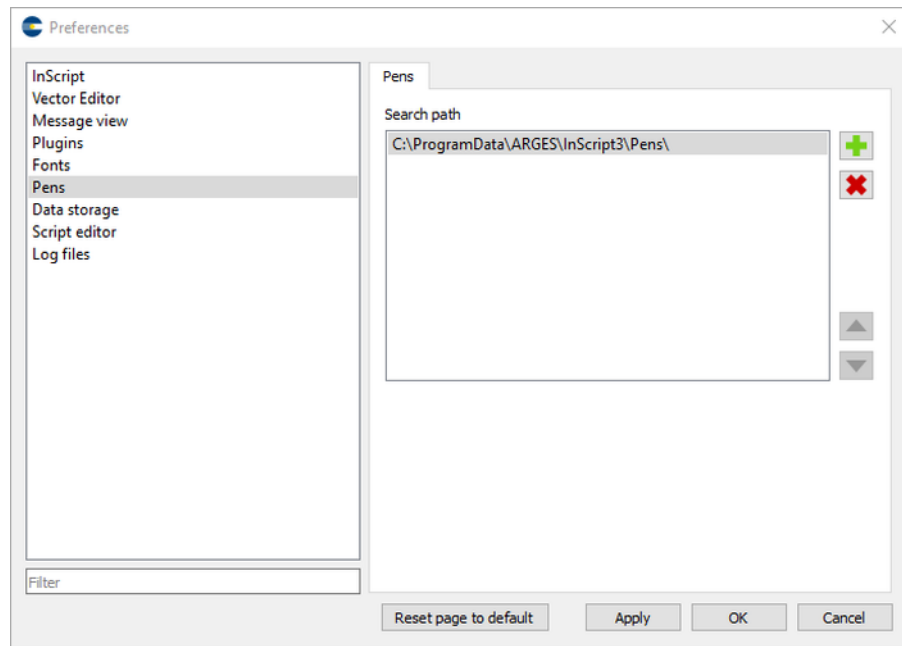 Preferences
InScript
Vector Editor
Message view
Plugins
Fonts
Pens
Data storage
Script editor
Log files
Filter
Pens
Search path
C:\ProgramData\ARGES\InScript3\Pens\
Reset page to default
Apply
OK
Cancel